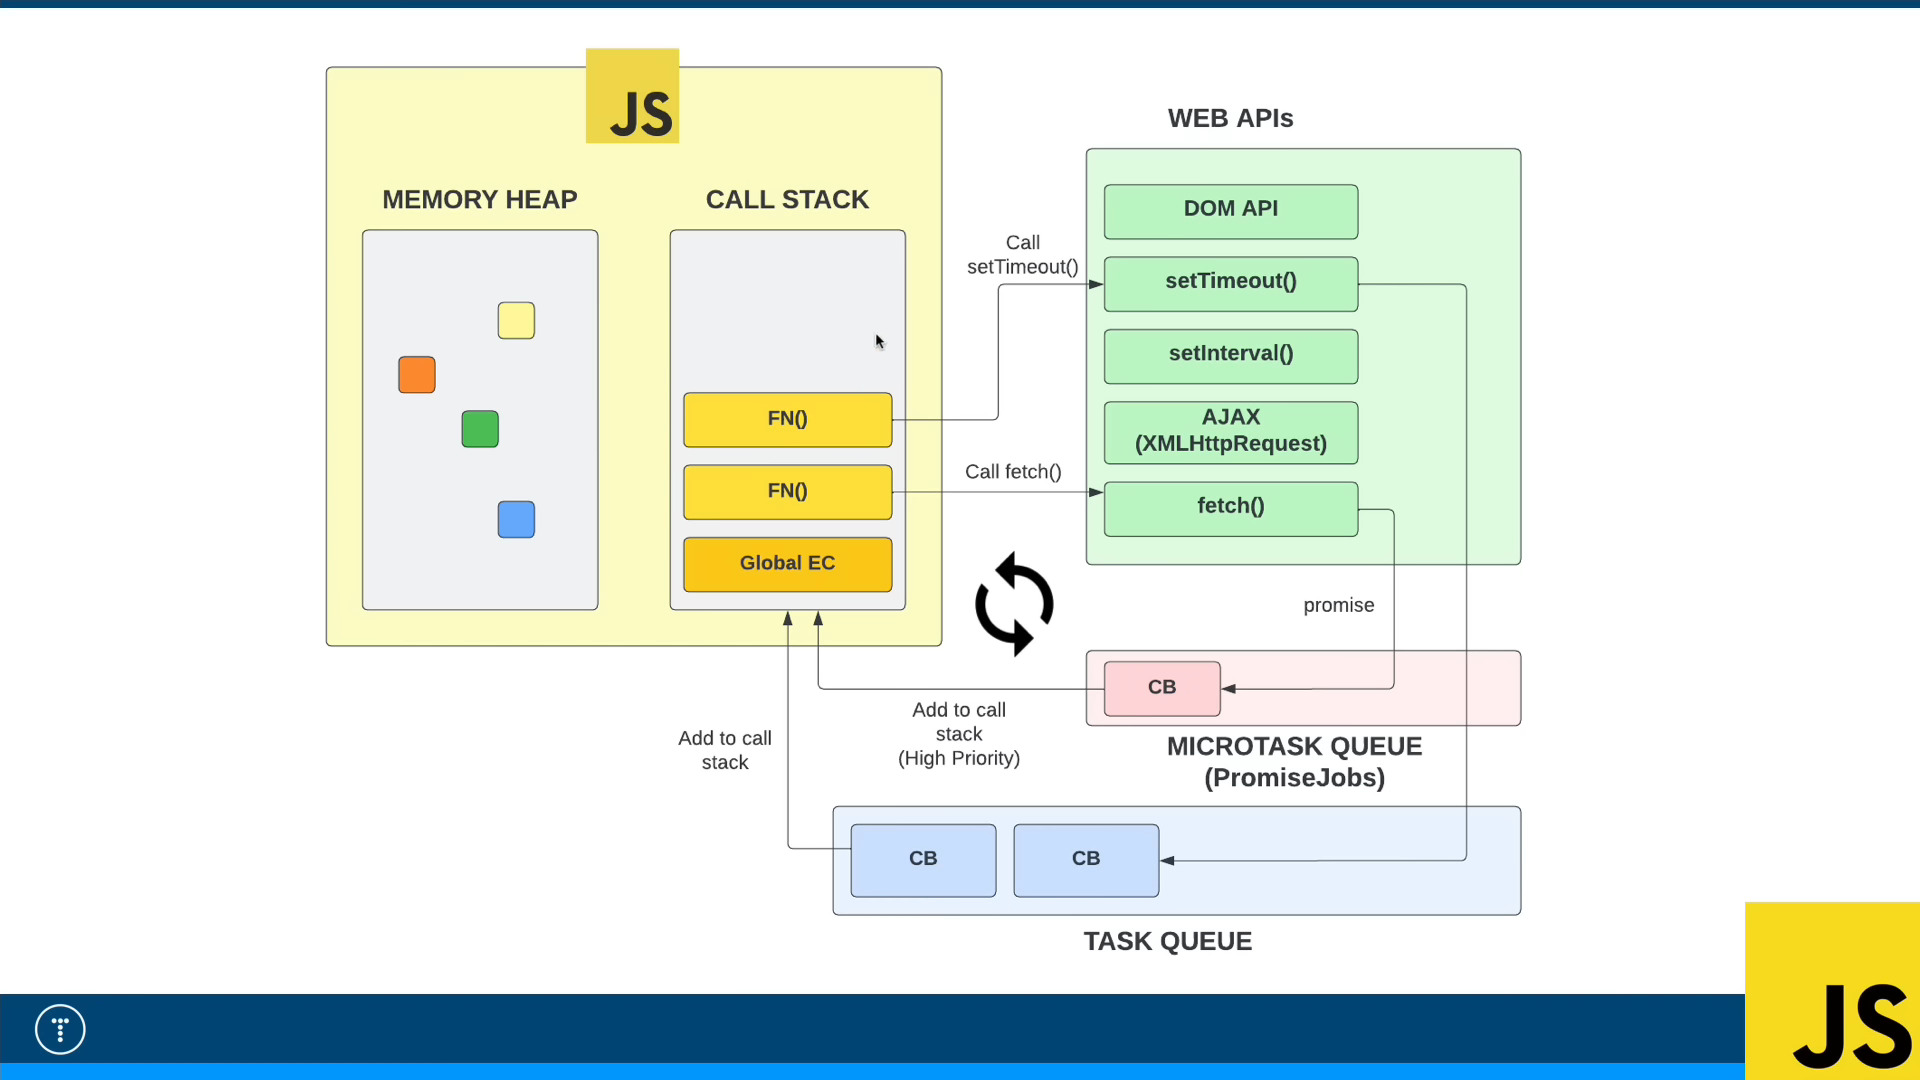 JS
MEMORY HEAP
CALL STACK
FN()
FN()
Global EC
Call
setTimeout()
Call fetch()
WEB APIs
DOM API
setTimeout()
setInterval()
AJAX
(XMLHttpRequest)
fetch()
promise
CB
MICROTASK QUEUE
(PromiseJobs)
Add to call
stack
(High Priority)
Add to call
stack
CB
CB
TASK QUEUE
T
JS